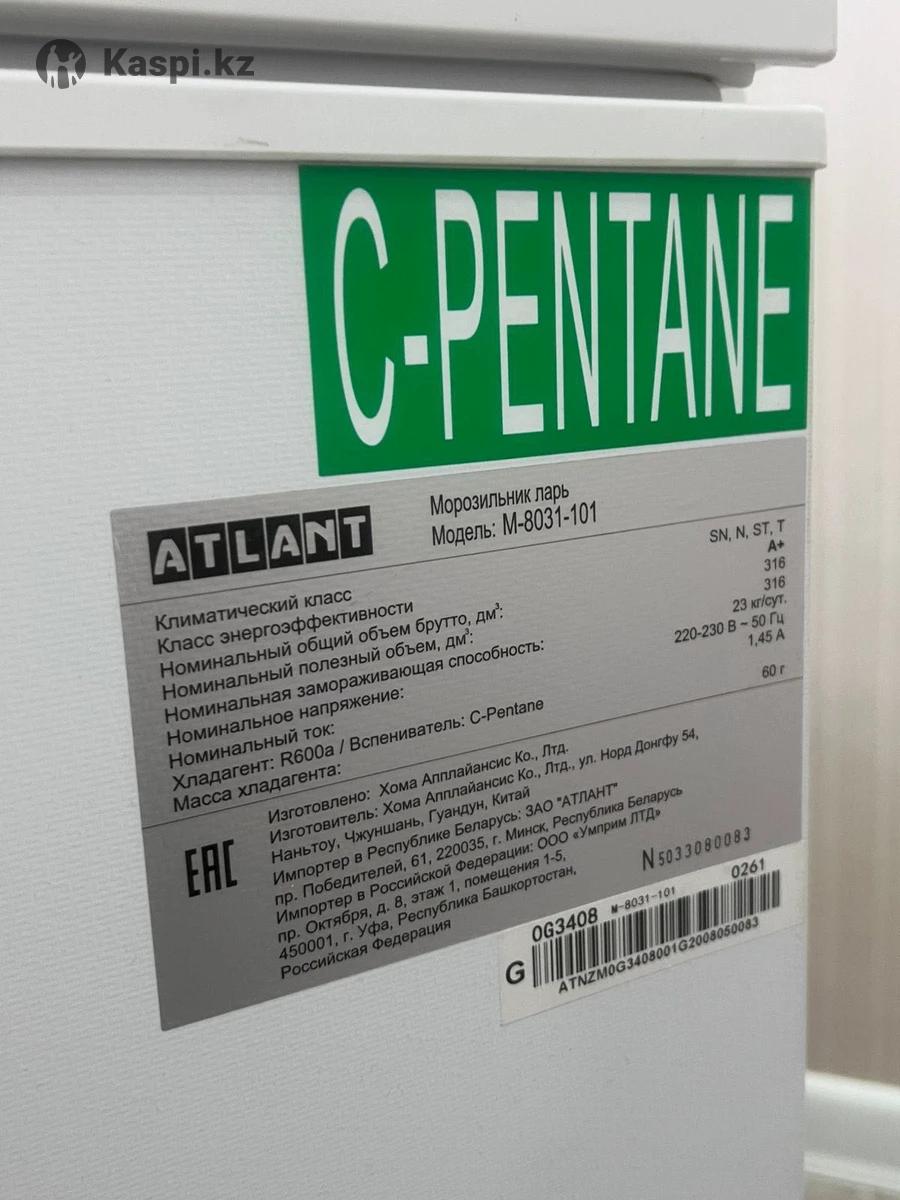 Kaspi.kz
C-PENTANE
ATLANT
Морозильник ларь
Модель: М-8031-101
Климатический класс SN, N, ST, T
Класс энергоэффективности A+
Номинальный общий объем брутто, дм³: 316
Номинальный полезный объем, дм³: 316
Номинальная замораживающая способность: 23 кг/сут.
Номинальное напряжение: 220-230 В ~ 50 Гц
Номинальный ток: 1,45 А
Хладагент: R600a / Вспениватель: C-Pentane
Масса хладагента: 60 г
EAC
Изготовлено: Хома Апплайансис Ко., Лтд.
Изготовитель: Хома Апплайансис Ко., Лтд., ул. Норд Донгфу 54,
Наньтоу, Чжуншань, Гуандун, Китай
Импортер в Республике Беларусь: ЗАО "АТЛАНТ"
пр. Победителей, 61, 220035, г. Минск, Республика Беларусь
Импортер в Российской Федерации: ООО «Умприм ЛТД»
пр. Октября, д. 8, этаж 1, помещения 1-5,
450001, г. Уфа, Республика Башкортостан,
Российская Федерация
N5033080083
0G3408 М-8031-101 0261
G
ATNZM0G3408001G2008050083